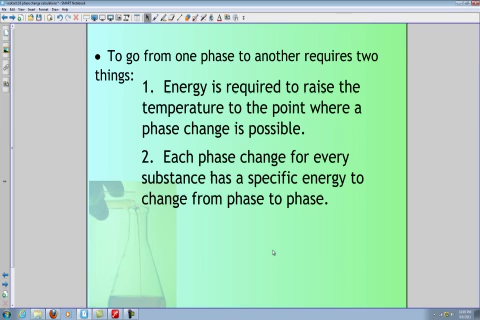 • To go from one phase to another requires two
things:
1. Energy is required to raise the
temperature to the point where a
phase change is possible.
2. Each phase change for every
substance has a specific energy to
change from phase to phase.